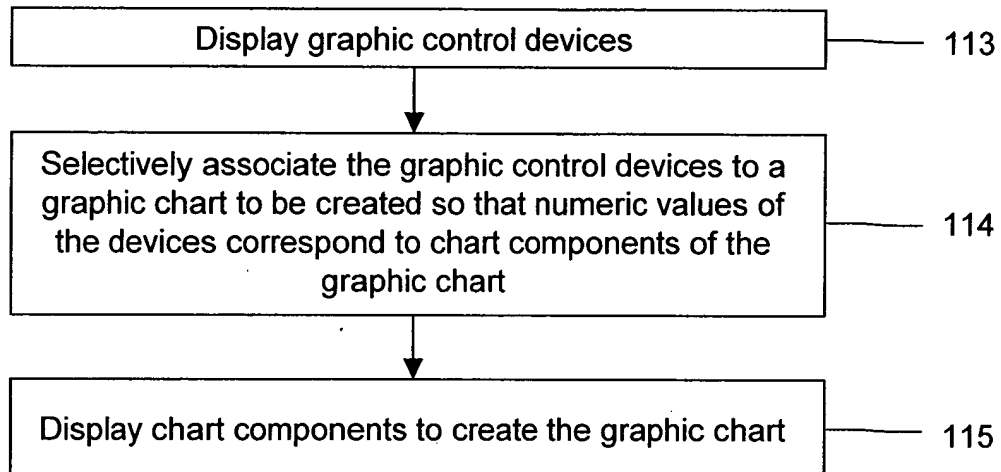 Display graphic control devices
113
Selectively associate the graphic control devices to a
graphic chart to be created so that numeric values of
the devices correspond to chart components of the
graphic chart
114
Display chart components to create the graphic chart
115